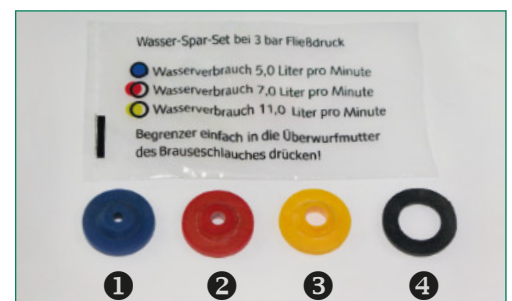 Wasser-Spar-Set bei 3 bar Fließdruck
Wasserverbrauch 5,0 Liter pro Minute
Wasserverbrauch 7,0 Liter pro Minute
Wasserverbrauch 11,0 Liter pro Minute
Begrenzer einfach in die Überwurfmutter
des Brauseschlauches drücken!
1 2 3 4